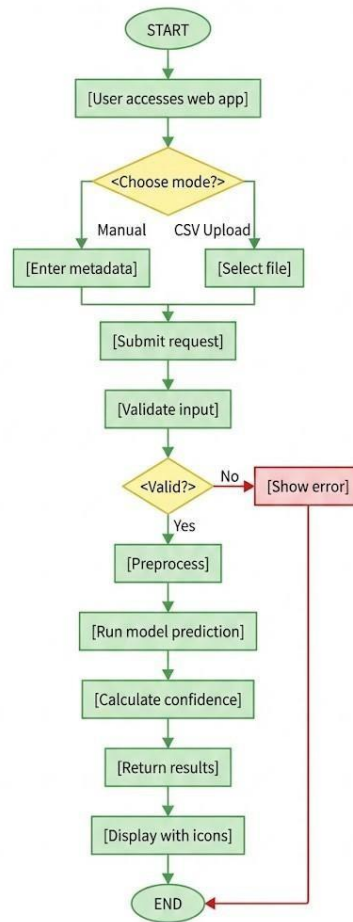 START
[User accesses web app]
<Choose mode?>
Manual
CSV Upload
[Enter metadata]
[Select file]
[Submit request]
[Validate input]
<Valid?>
No
[Show error]
Yes
[Preprocess]
[Run model prediction]
[Calculate confidence]
[Return results]
[Display with icons]
END